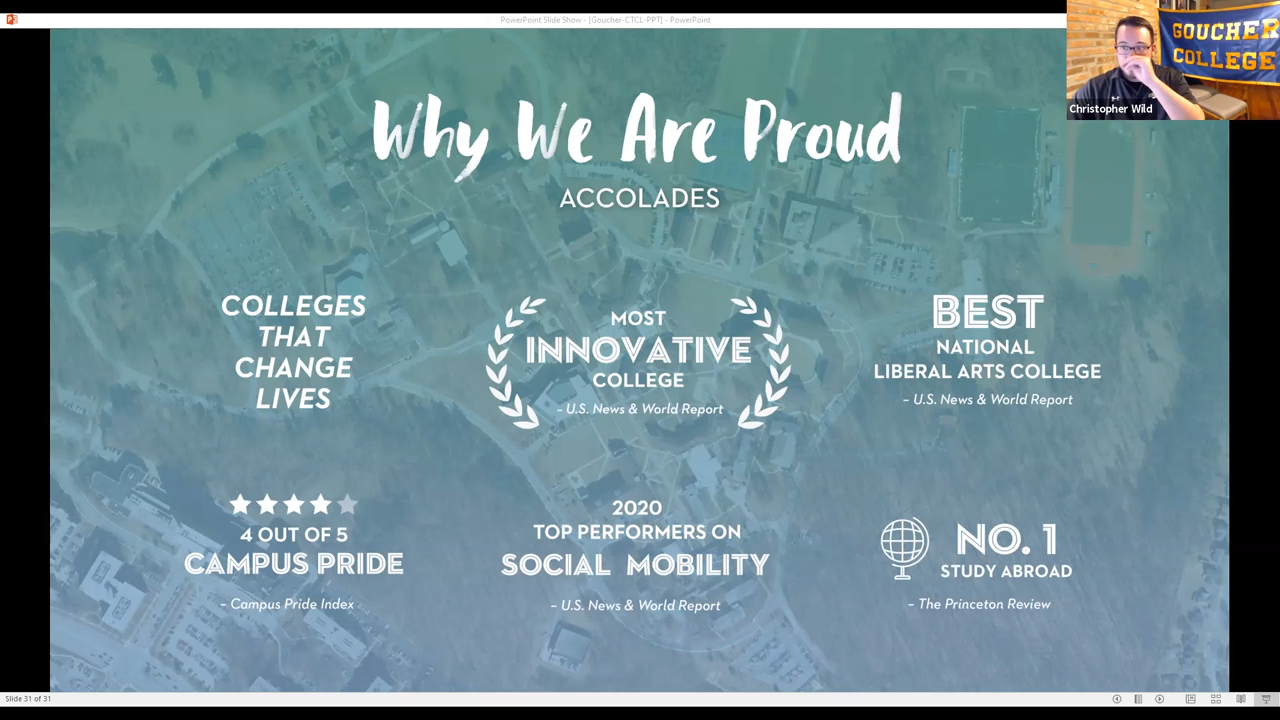 PowerPoint Slide Show - [Goucher-CTCL-PPT] - PowerPoint
GOUCHER
COLLEGE
Christopher Wild
Why We Are Proud
ACCOLADES
COLLEGES
THAT
CHANGE
LIVES
MOST
INNOVATIVE
COLLEGE
– U.S. News & World Report
BEST
NATIONAL
LIBERAL ARTS COLLEGE
– U.S. News & World Report
4 OUT OF 5
CAMPUS PRIDE
– Campus Pride Index
2020
TOP PERFORMERS ON
SOCIAL MOBILITY
– U.S. News & World Report
NO. 1
STUDY ABROAD
– The Princeton Review
Slide 31 of 31